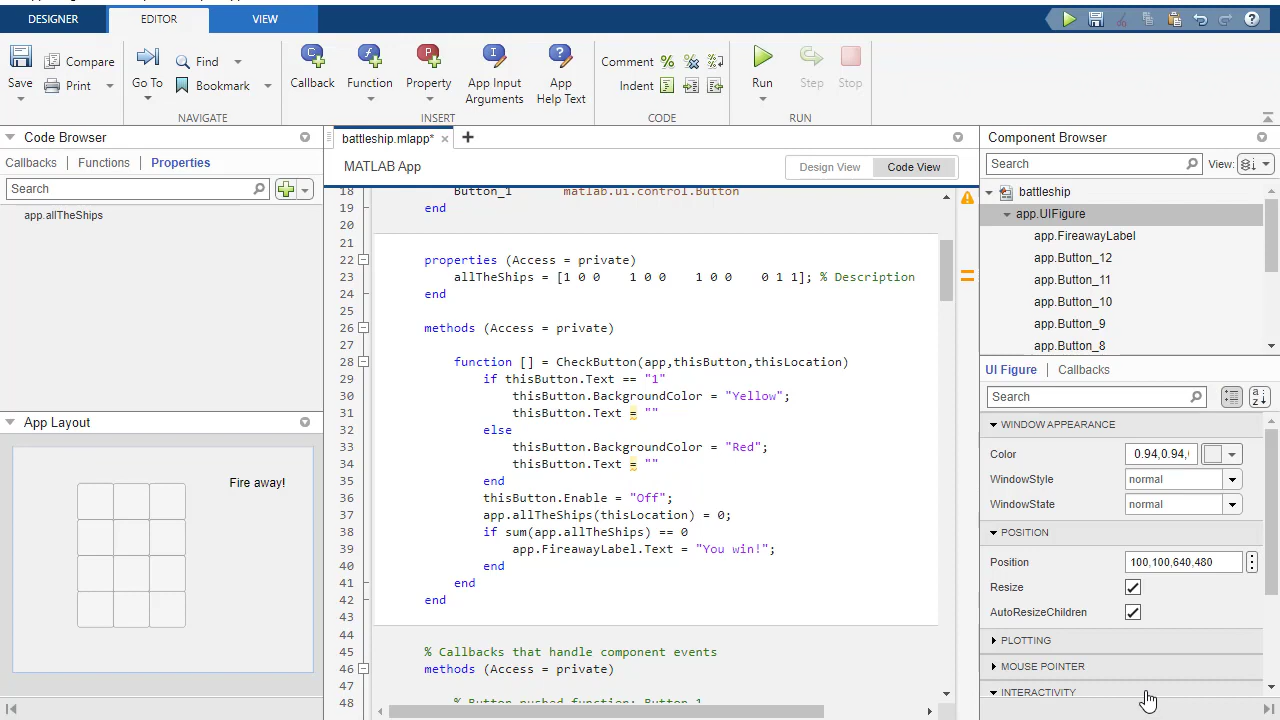 DESIGNER EDITOR VIEW
Save Compare Print
Go To Find Bookmark
NAVIGATE
Callback Function Property App Input Arguments App Help Text
INSERT
Comment
Indent
CODE
Run Step Stop
RUN
Code Browser
Callbacks Functions Properties
Search
app.allTheShips
App Layout
Fire away!
battleship.mlapp*
MATLAB App
Design View Code View
18 Button_1 matlab.ui.control.Button
19 end
20
21
22 properties (Access = private)
23 allTheShips = [1 0 0    1 0 0    1 0 0    0 1 1]; % Description
24 end
25
26 methods (Access = private)
27
28 function [] = CheckButton(app,thisButton,thisLocation)
29 if thisButton.Text == "1"
30 thisButton.BackgroundColor = "Yellow";
31 thisButton.Text = ""
32 else
33 thisButton.BackgroundColor = "Red";
34 thisButton.Text = ""
35 end
36 thisButton.Enable = "Off";
37 app.allTheShips(thisLocation) = 0;
38 if sum(app.allTheShips) == 0
39 app.FireawayLabel.Text = "You win!";
40 end
41 end
42 end
43
44
45 % Callbacks that handle component events
46 methods (Access = private)
47
48 % Button pushed function: Button_1
Component Browser
Search
View:
battleship
app.UIFigure
app.FireawayLabel
app.Button_12
app.Button_11
app.Button_10
app.Button_9
app.Button_8
UI Figure Callbacks
Search
WINDOW APPEARANCE
Color 0.94,0.94,
WindowStyle normal
WindowState normal
POSITION
Position 100,100,640,480
Resize
AutoResizeChildren
PLOTTING
MOUSE POINTER
INTERACTIVITY